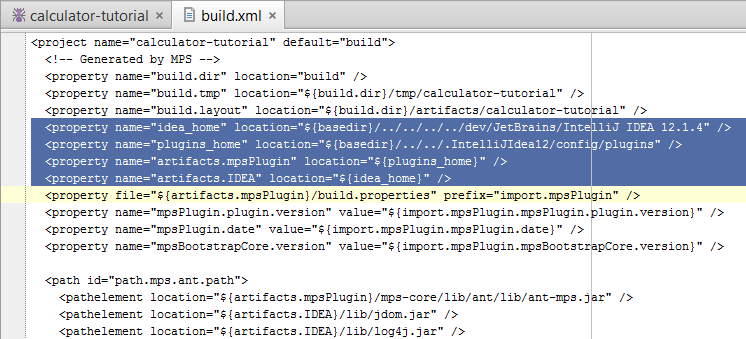 calculator-tutorial × build.xml ×
<project name="calculator-tutorial" default="build">
<!-- Generated by MPS -->
<property name="build.dir" location="build" />
<property name="build.tmp" location="${build.dir}/tmp/calculator-tutorial" />
<property name="build.layout" location="${build.dir}/artifacts/calculator-tutorial" />
<property name="idea_home" location="${basedir}/../../../../dev/JetBrains/IntelliJ IDEA 12.1.4" />
<property name="plugins_home" location="${basedir}/../../.IntelliJIdea12/config/plugins" />
<property name="artifacts.mpsPlugin" location="${plugins_home}" />
<property name="artifacts.IDEA" location="${idea_home}" />
<property file="${artifacts.mpsPlugin}/build.properties" prefix="import.mpsPlugin" />
<property name="mpsPlugin.plugin.version" value="${import.mpsPlugin.mpsPlugin.plugin.version}" />
<property name="mpsPlugin.date" value="${import.mpsPlugin.mpsPlugin.date}" />
<property name="mpsBootstrapCore.version" value="${import.mpsPlugin.mpsBootstrapCore.version}" />
<path id="path.mps.ant.path">
<pathelement location="${artifacts.mpsPlugin}/mps-core/lib/ant/lib/ant-mps.jar" />
<pathelement location="${artifacts.IDEA}/lib/jdom.jar" />
<pathelement location="${artifacts.IDEA}/lib/log4j.jar" />